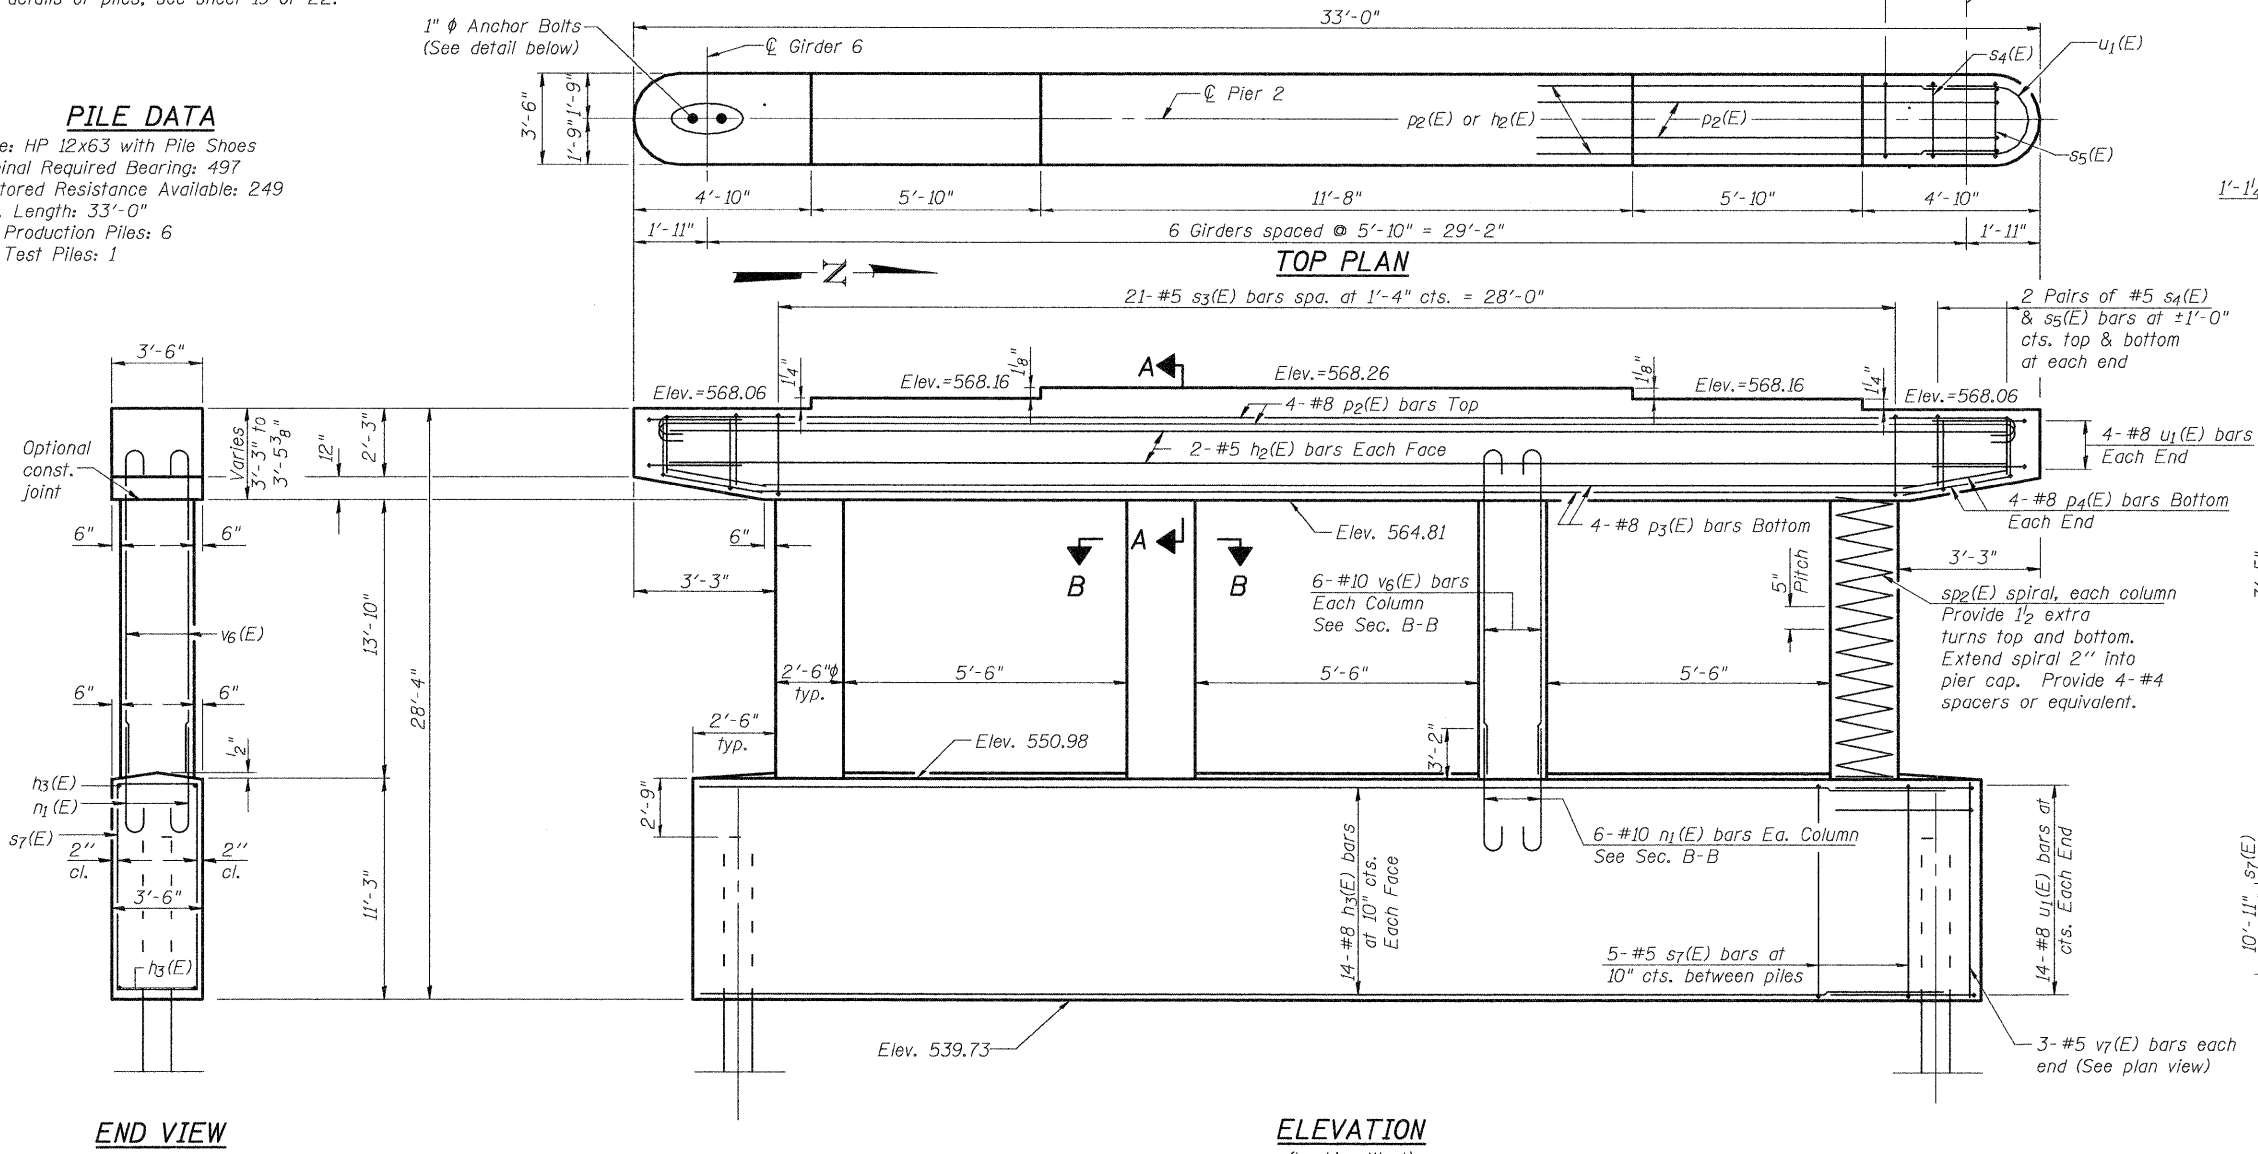 details of piles, see sheet 19 of 22.
1" φ Anchor Bolts
(See detail below)
33'-0"
℄ Girder 6
s4(E)
u1(E)
3'-6"
1'-9"
1'-9"
℄ Pier 2
p2(E) or h2(E)
p2(E)
s5(E)
PILE DATA
e: HP 12x63 with Pile Shoes
inal Required Bearing: 497
tored Resistance Available: 249
. Length: 33'-0"
Production Piles: 6
Test Piles: 1
4'-10"
5'-10"
11'-8"
5'-10"
4'-10"
1'-1¼
1'-11"
6 Girders spaced @ 5'-10" = 29'-2"
1'-11"
N
TOP PLAN
21-#5 s3(E) bars spa. at 1'-4" cts. = 28'-0"
2 Pairs of #5 s4(E)
& s5(E) bars at ±1'-0"
cts. top & bottom
at each end
3'-6"
Elev.=568.06
1¼"
Elev.=568.16
1⅛"
A
Elev.=568.26
1⅛"
Elev.=568.16
1¼"
Elev.=568.06
4-#8 p2(E) bars Top
2-#5 h2(E) bars Each Face
4-#8 u1(E) bars
Each End
Optional
const.
joint
Varies
3'-3" to
3'-5⅜"
12"
2'-3"
4-#8 p4(E) bars Bottom
Each End
4-#8 p3(E) bars Bottom
Elev. 564.81
6"
6"
6"
A
B
B
3'-3"
3'-3"
6-#10 v6(E) bars
Each Column
See Sec. B-B
5"
Pitch
sp2(E) spiral, each column
Provide 1½ extra
turns top and bottom.
Extend spiral 2" into
pier cap. Provide 4-#4
spacers or equivalent.
v6(E)
13'-10"
28'-4"
2'-6"φ
typ.
5'-6"
5'-6"
5'-6"
6"
6"
2'-6"
typ.
Elev. 550.98
3'-2"
½"
h3(E)
n1(E)
s7(E)
2"
cl.
2"
cl.
3'-6"
11'-3"
2'-9"
14-#8 h3(E) bars
at 10" cts.
Each Face
6-#10 n1(E) bars Ea. Column
See Sec. B-B
14-#8 u1(E) bars at
cts. Each End
10'-11"
s7(E)
h3(E)
5-#5 s7(E) bars at
10" cts. between piles
Elev. 539.73
3-#5 v7(E) bars each
end (See plan view)
END VIEW
ELEVATION